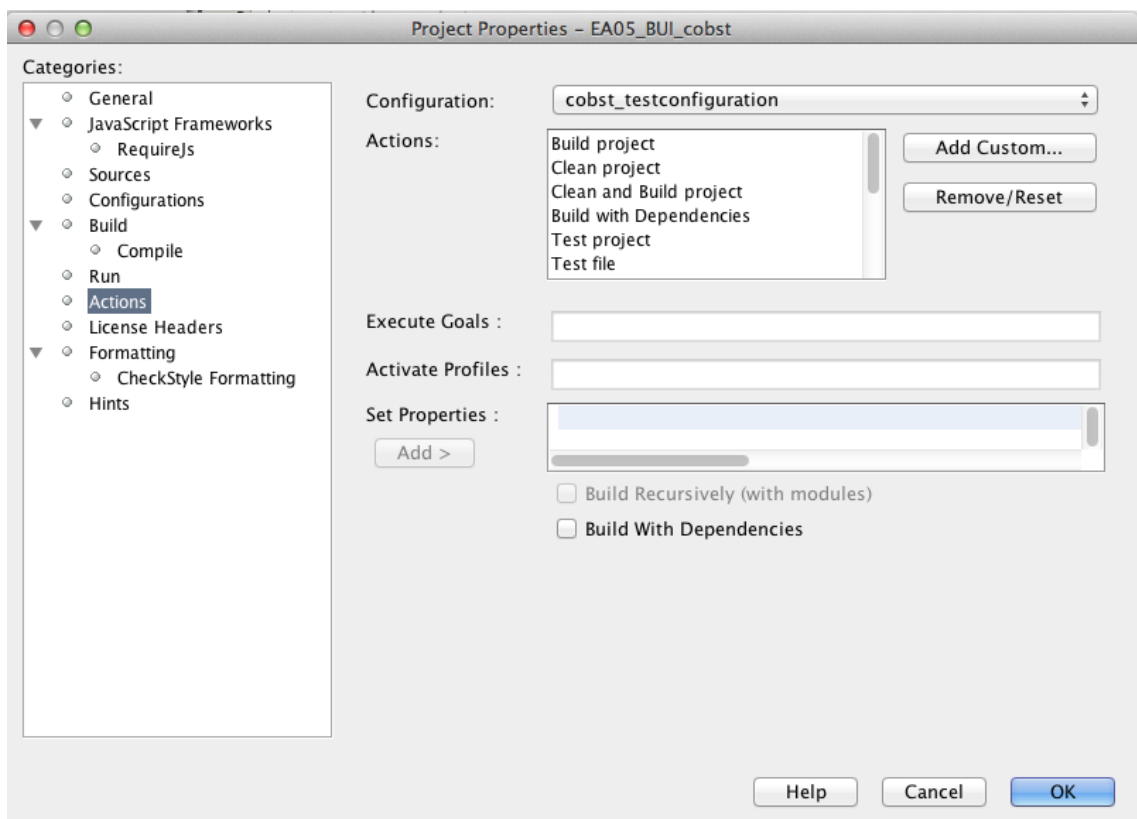 Project Properties – EA05_BUI_cobst
Categories:
General
JavaScript Frameworks
RequireJs
Sources
Configurations
Build
Compile
Run
Actions
License Headers
Formatting
CheckStyle Formatting
Hints
Configuration:
cobst_testconfiguration
Actions:
Build project
Clean project
Clean and Build project
Build with Dependencies
Test project
Test file
Add Custom...
Remove/Reset
Execute Goals :
Activate Profiles :
Set Properties :
Add >
Build Recursively (with modules)
Build With Dependencies
Help
Cancel
OK